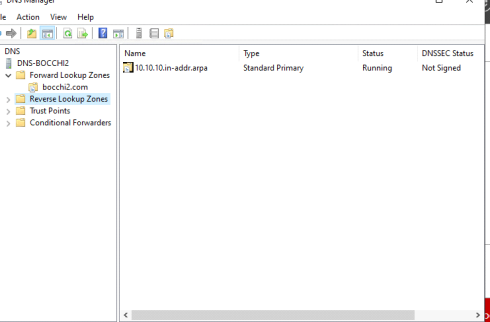 DNS Manager
Action View Help
DNS
DNS-BOCCHI2
Forward Lookup Zones
bocchi2.com
Reverse Lookup Zones
Trust Points
Conditional Forwarders
Name Type Status DNSSEC Status
10.10.10.in-addr.arpa Standard Primary Running Not Signed